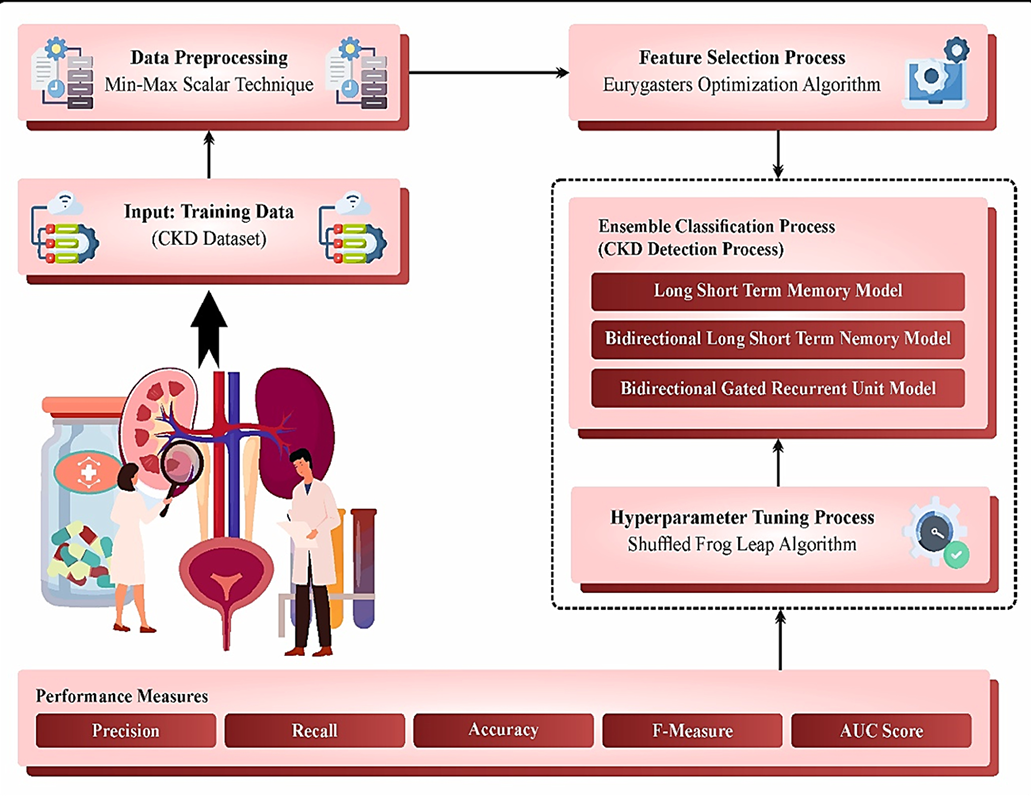 Data Preprocessing
Min-Max Scalar Technique
Feature Selection Process
Eurygasters Optimization Algorithm
Input: Training Data
(CKD Dataset)
Ensemble Classification Process
(CKD Detection Process)
Long Short Term Memory Model
Bidirectional Long Short Term Nemory Model
Bidirectional Gated Recurrent Unit Model
Hyperparameter Tuning Process
Shuffled Frog Leap Algorithm
Performance Measures
Precision
Recall
Accuracy
F-Measure
AUC Score